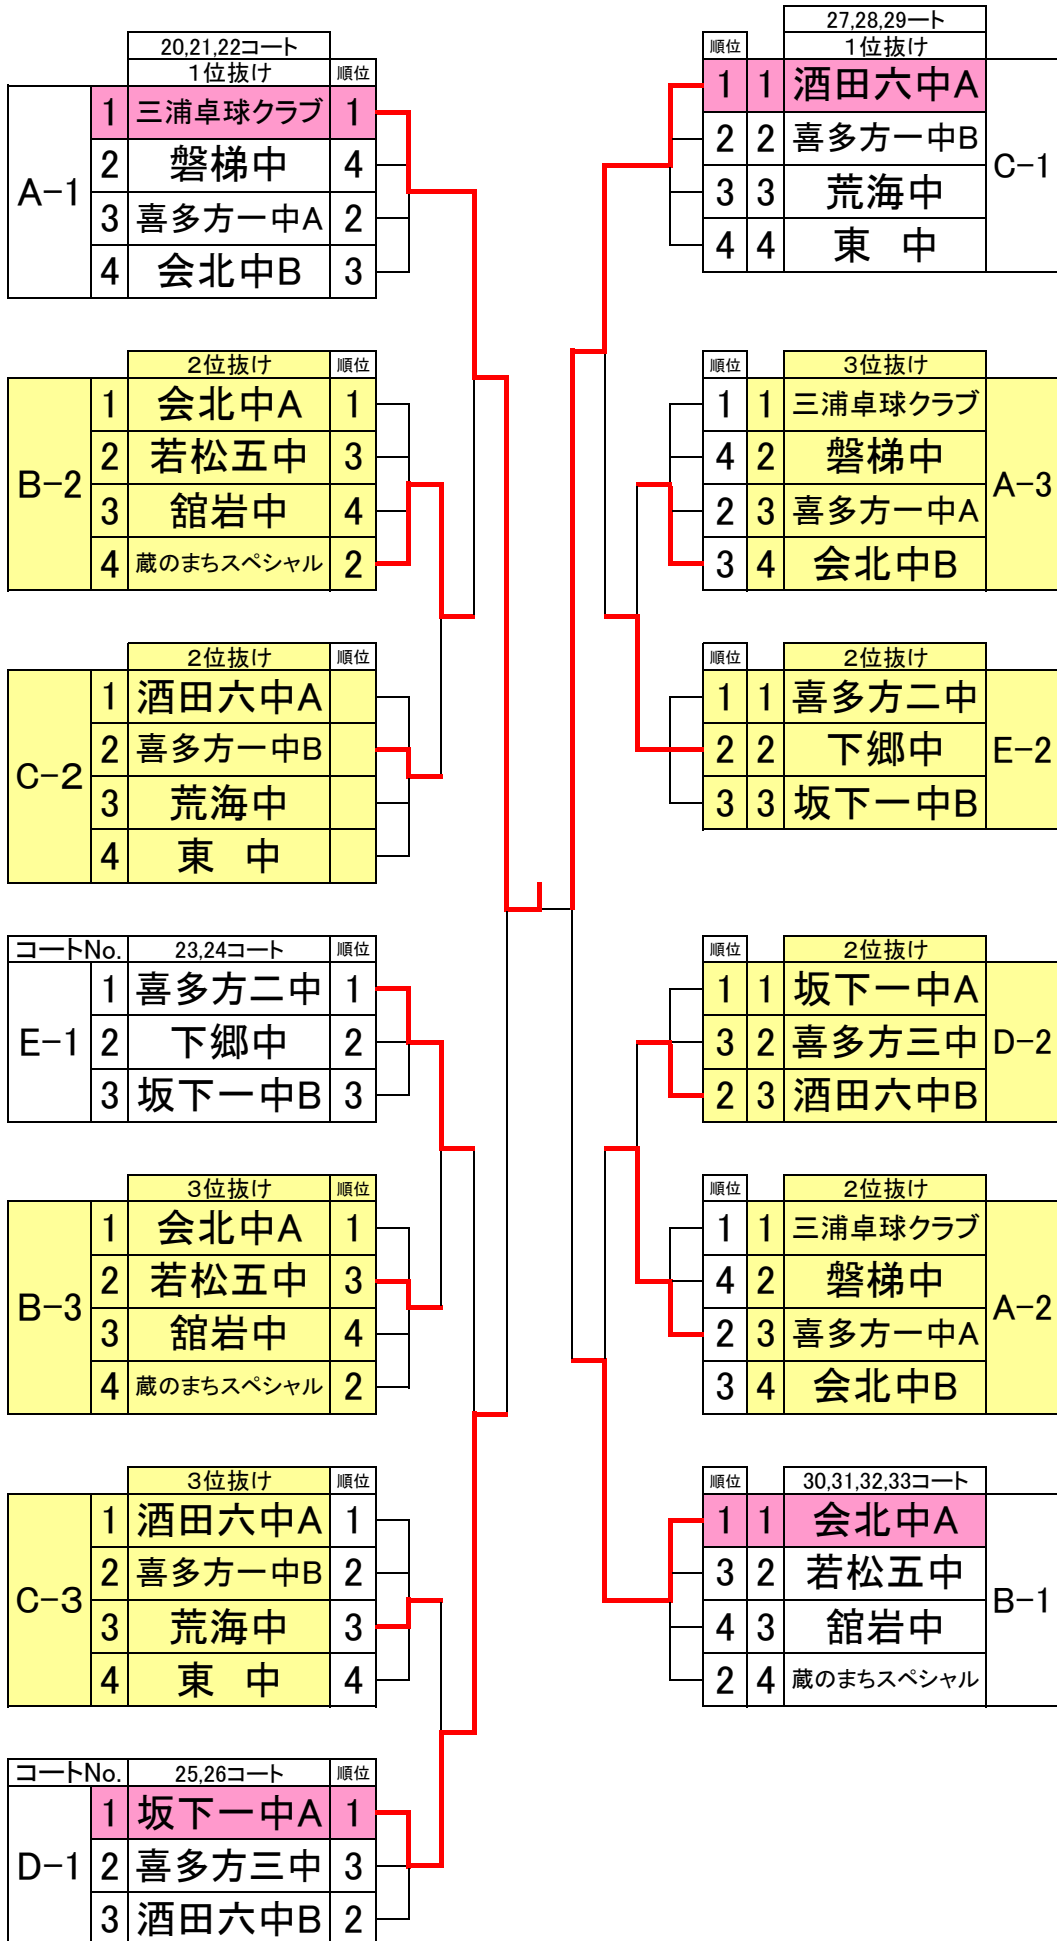 20,21,22コート
1位抜け 順位
A-1
1 三浦卓球クラブ 1
2 磐梯中 4
3 喜多方一中A 2
4 会北中B 3
2位抜け 順位
B-2
1 会北中A 1
2 若松五中 3
3 舘岩中 4
4 蔵のまちスペシャル 2
2位抜け 順位
C-2
1 酒田六中A
2 喜多方一中B
3 荒海中
4 東 中
コートNo. 23,24コート 順位
E-1
1 喜多方二中 1
2 下郷中 2
3 坂下一中B 3
3位抜け 順位
B-3
1 会北中A 1
2 若松五中 3
3 舘岩中 4
4 蔵のまちスペシャル 2
3位抜け 順位
C-3
1 酒田六中A 1
2 喜多方一中B 2
3 荒海中 3
4 東 中 4
コートNo. 25,26コート 順位
D-1
1 坂下一中A 1
2 喜多方三中 3
3 酒田六中B 2
27,28,29ート
順位 1位抜け
1 1 酒田六中A
2 2 喜多方一中B
3 3 荒海中
4 4 東 中
C-1
順位 3位抜け
1 1 三浦卓球クラブ
4 2 磐梯中
2 3 喜多方一中A
3 4 会北中B
A-3
順位 2位抜け
1 1 喜多方二中
2 2 下郷中
3 3 坂下一中B
E-2
順位 2位抜け
1 1 坂下一中A
3 2 喜多方三中
2 3 酒田六中B
D-2
順位 2位抜け
1 1 三浦卓球クラブ
4 2 磐梯中
2 3 喜多方一中A
3 4 会北中B
A-2
順位 30,31,32,33コート
1 1 会北中A
3 2 若松五中
4 3 舘岩中
2 4 蔵のまちスペシャル
B-1